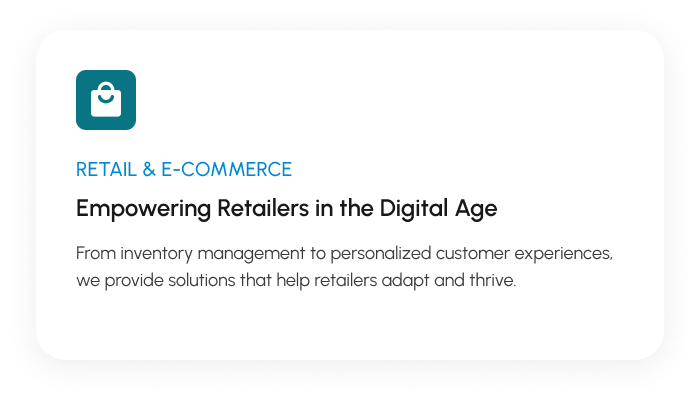 RETAIL & E-COMMERCE
Empowering Retailers in the Digital Age
From inventory management to personalized customer experiences,
we provide solutions that help retailers adapt and thrive.